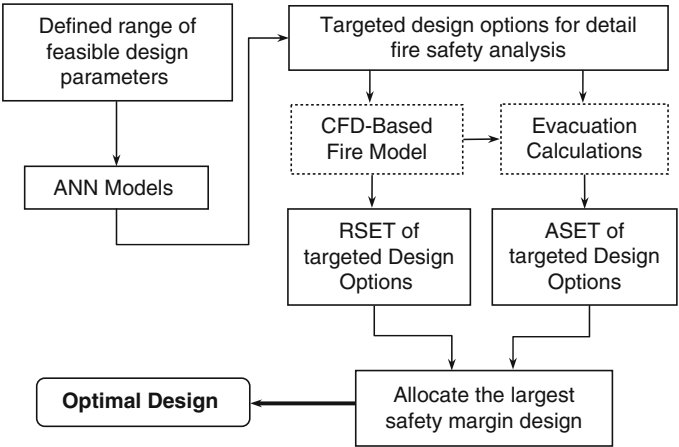 Defined range of
feasible design
parameters
ANN Models
Targeted design options for detail
fire safety analysis
CFD-Based
Fire Model
Evacuation
Calculations
RSET of
targeted Design
Options
ASET of
targeted Design
Options
Allocate the largest
safety margin design
Optimal Design